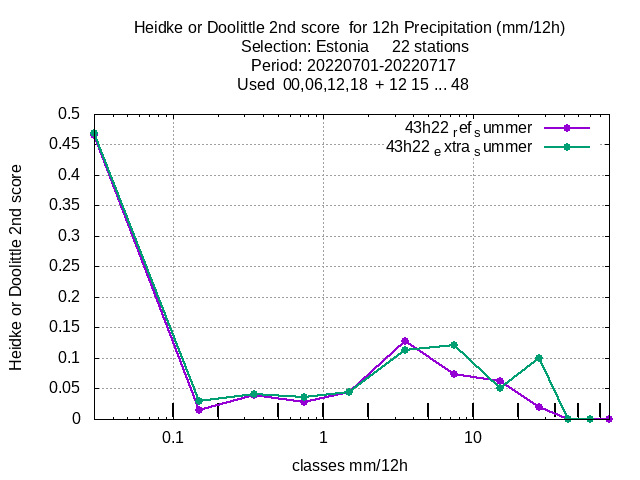 Heidke or Doolittle 2nd score  for 12h Precipitation (mm/12h)
Selection: Estonia     22 stations
Period: 20220701-20220717
Used  00,06,12,18  + 12 15 ... 48
43h22 ref summer
43h22 extra summer
Heidke or Doolittle 2nd score
0.5
0.45
0.4
0.35
0.3
0.25
0.2
0.15
0.1
0.05
0
0.1 1 10
classes mm/12h